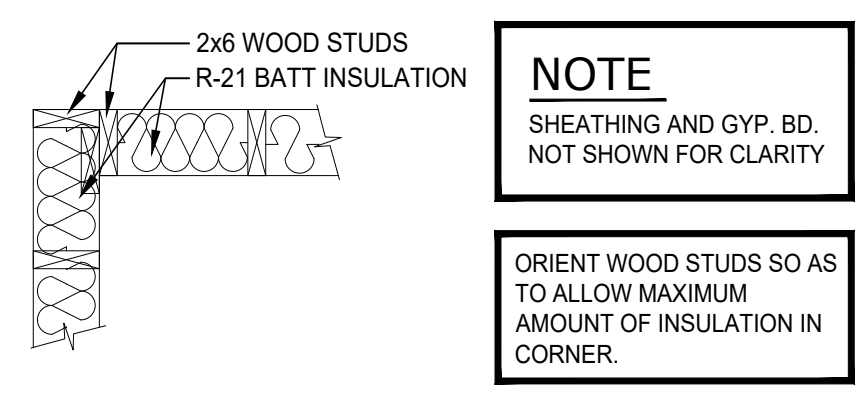 2x6 WOOD STUDS
R-21 BATT INSULATION
NOTE
SHEATHING AND GYP. BD.
NOT SHOWN FOR CLARITY
ORIENT WOOD STUDS SO AS
TO ALLOW MAXIMUM
AMOUNT OF INSULATION IN
CORNER.